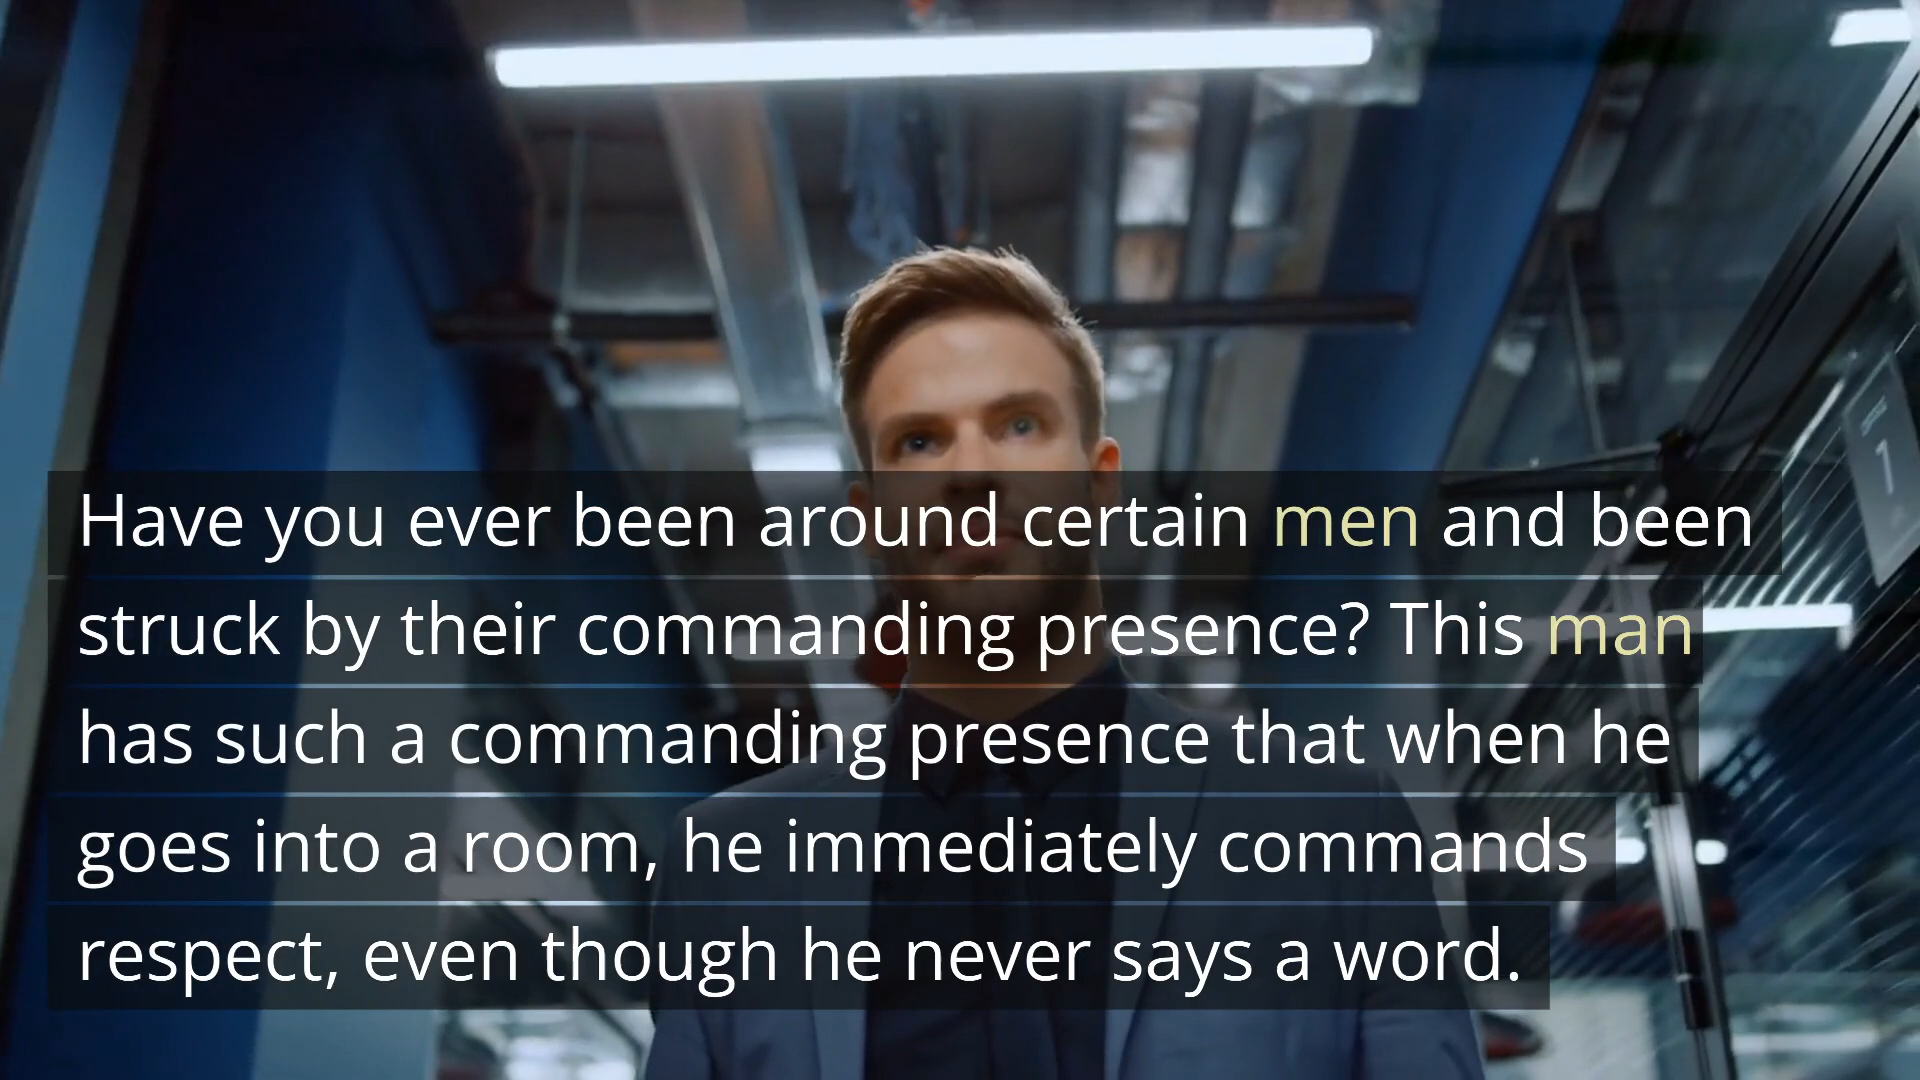 Have you ever been around certain men and been
struck by their commanding presence? This man
has such a commanding presence that when he
goes into a room, he immediately commands
respect, even though he never says a word.
7